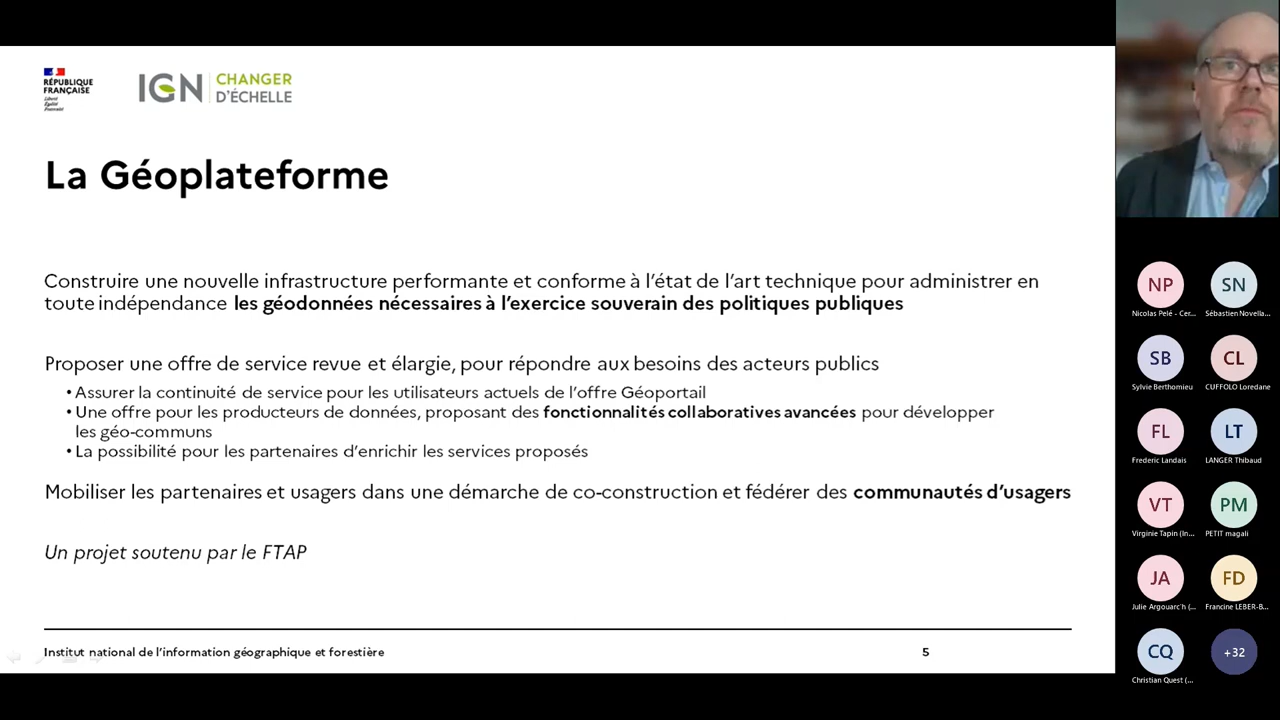 RÉPUBLIQUE
FRANÇAISE
Liberté
Égalité
Fraternité
IGN
CHANGER
D'ÉCHELLE
La Géoplateforme
Construire une nouvelle infrastructure performante et conforme à l'état de l'art technique pour administrer en
toute indépendance les géodonnées nécessaires à l'exercice souverain des politiques publiques
Proposer une offre de service revue et élargie, pour répondre aux besoins des acteurs publics
• Assurer la continuité de service pour les utilisateurs actuels de l'offre Géoportail
• Une offre pour les producteurs de données, proposant des fonctionnalités collaboratives avancées pour développer
les géo-communs
• La possibilité pour les partenaires d'enrichir les services proposés
Mobiliser les partenaires et usagers dans une démarche de co-construction et fédérer des communautés d'usagers
Un projet soutenu par le FTAP
Institut national de l'information géographique et forestière
5
NP
SN
Nicolas Pelé - Cer...
Sébastien Novella...
SB
CL
Sylvie Berthomieu
CUFFOLO Loredane
FL
LT
Frederic Landais
LANGER Thibaud
VT
PM
Virginie Tapin (In...
PETIT magali
JA
FD
Julie Argouarc'h (...
Francine LEBER-B...
CQ
+32
Christian Quest (...